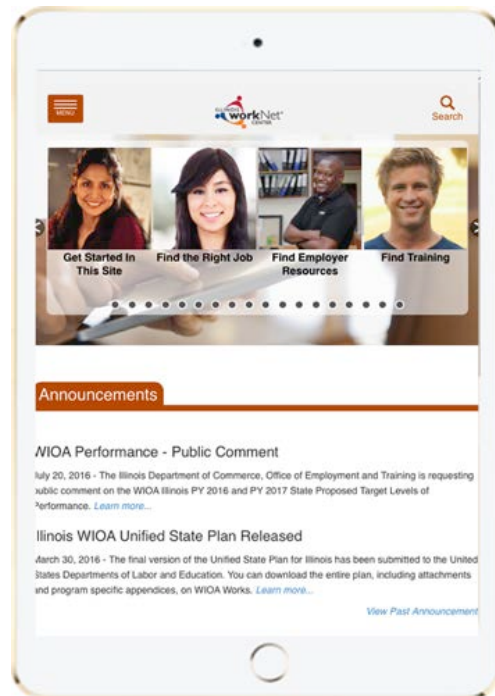 MENU
ILLINOIS
workNet®
CENTER
Search
Get Started In
This Site
Find the Right Job
Find Employer
Resources
Find Training
Announcements
WIOA Performance - Public Comment
July 20, 2016 - The Illinois Department of Commerce, Office of Employment and Training is requesting
public comment on the WIOA Illinois PY 2016 and PY 2017 State Proposed Target Levels of
Performance. Learn more...
Illinois WIOA Unified State Plan Released
March 30, 2016 - The final version of the Unified State Plan for Illinois has been submitted to the United
States Departments of Labor and Education. You can download the entire plan, including attachments
and program specific appendices, on WIOA Works. Learn more...
View Past Announcement